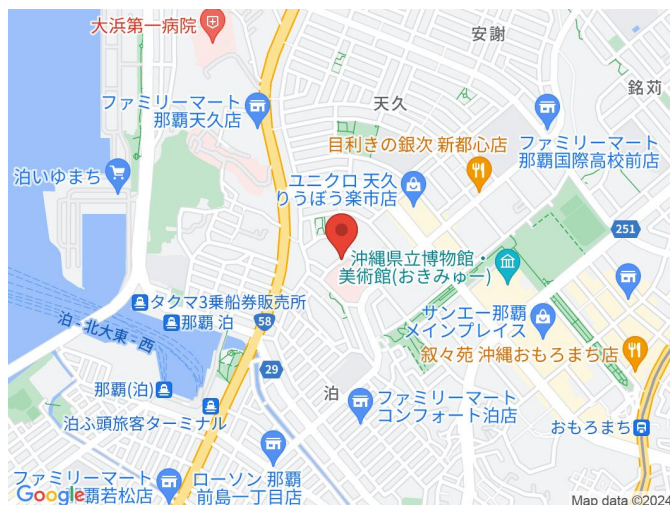 大浜第一病院
安謝
銘苅
ファミリーマート
那覇天久店
天久
ファミリーマート
那覇国際高校前店
目利きの銀次 新都心店
泊いゆまち
ユニクロ 天久
りうぼう楽市店
251
沖縄県立博物館・
美術館(おきみゅー)
タクマ3乗船券販売所
泊-北大東-西
那覇 泊
58
サンエー那覇
メインプレイス
叙々苑 沖縄おもろまち店
29
那覇(泊)
泊
泊ふ頭旅客ターミナル
ファミリーマート
コンフォート泊店
おもろまち
ファミリーマート
覇若松店
ローソン 那覇
前島一丁目店
Google
Map data ©2024